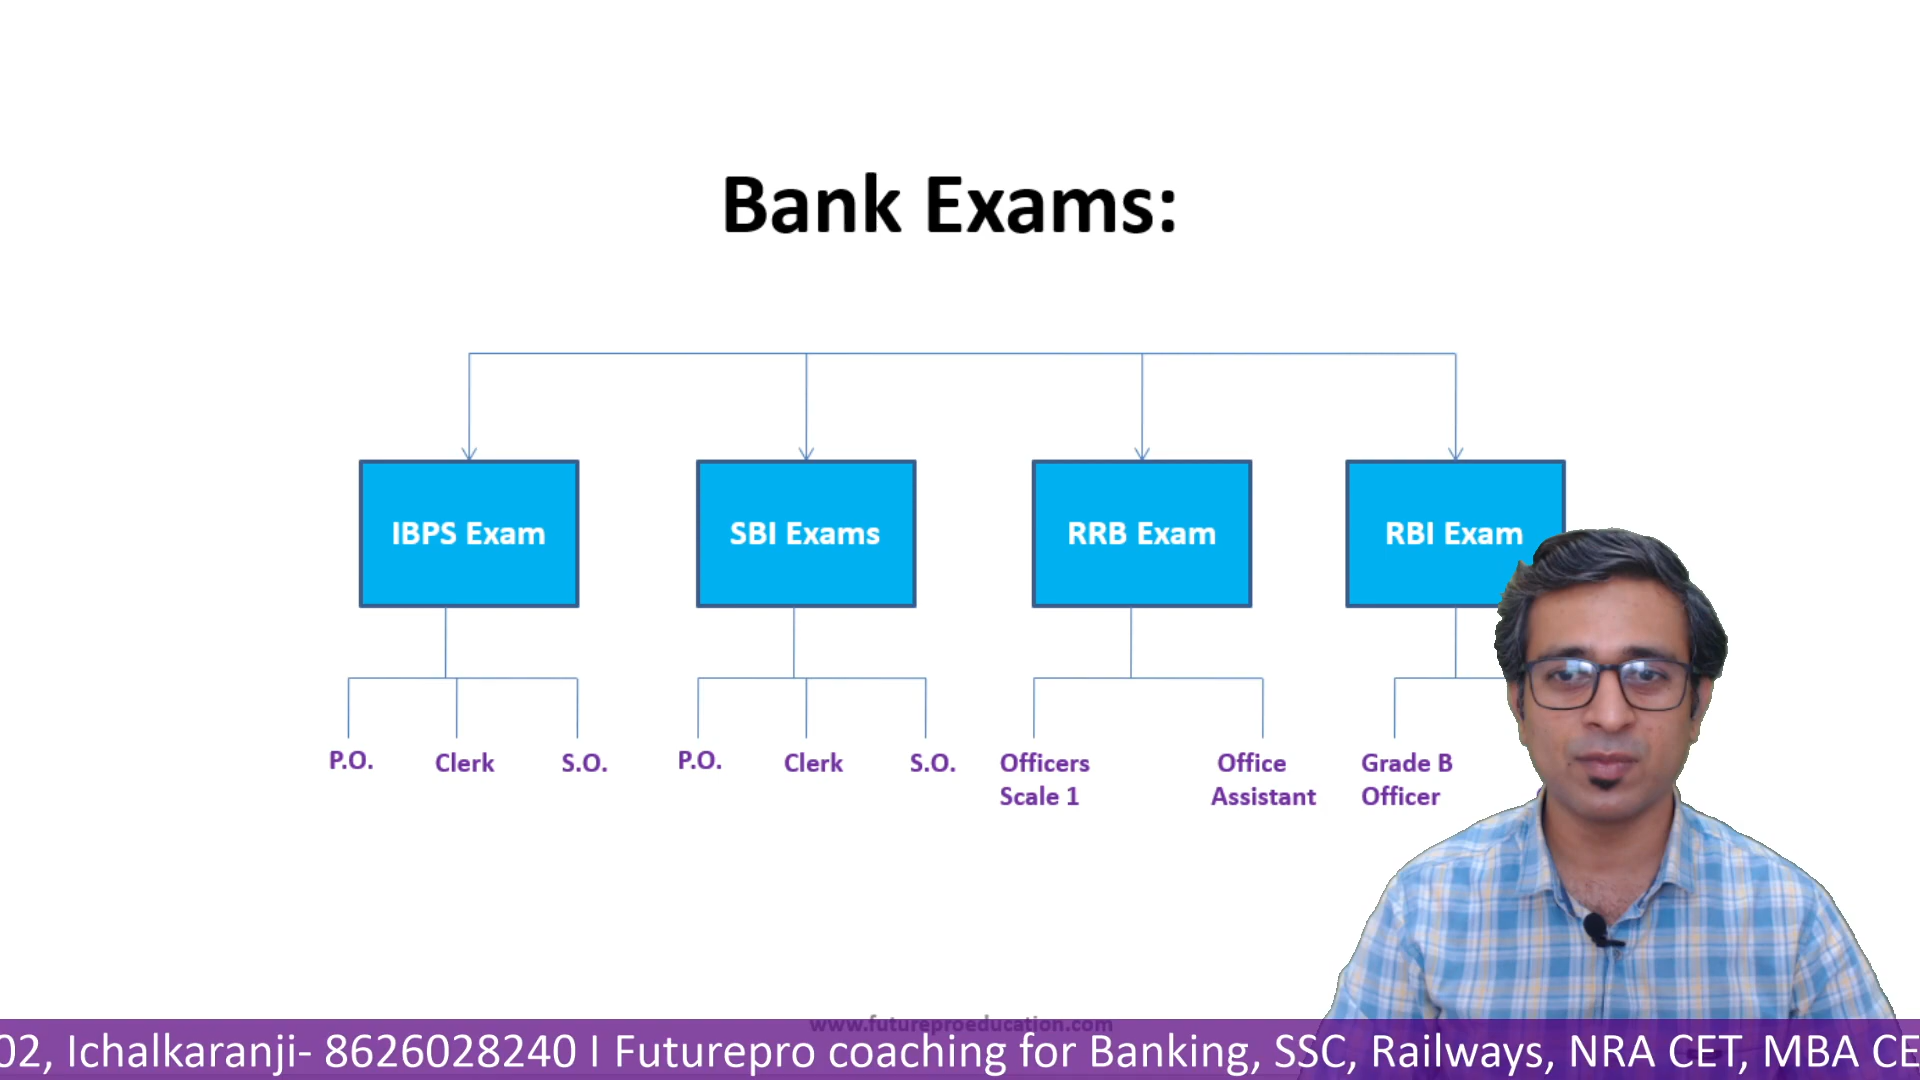 Bank Exams:
IBPS Exam
SBI Exams
RRB Exam
RBI Exam
P.O.
Clerk
S.O.
P.O.
Clerk
S.O.
Officers
Scale 1
Office
Assistant
Grade B
Officer
www.futureproeducation.com
02, Ichalkaranji- 8626028240 I Futurepro coaching for Banking, SSC, Railways, NRA CET, MBA CE